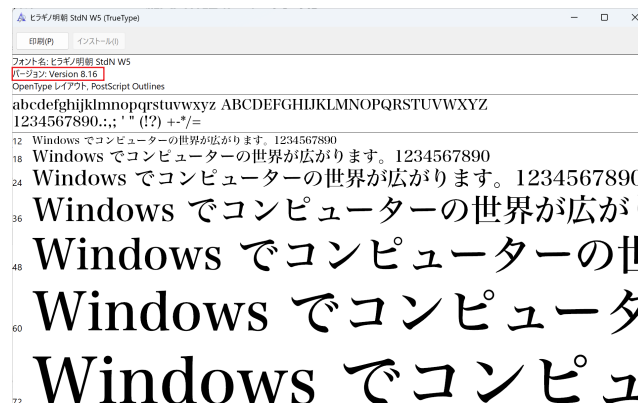 ヒラギノ明朝 StdN W5 (TrueType)
印刷(P) インストール(I)
フォント名: ヒラギノ明朝 StdN W5
バージョン: Version 8.16
OpenType レイアウト, PostScript Outlines
abcdefghijklmnopqrstuvwxyz ABCDEFGHIJKLMNOPQRSTUVWXYZ
1234567890.:,; ' " (!?) +-*/=
12 Windows でコンピューターの世界が広がります。1234567890
18 Windows でコンピューターの世界が広がります。1234567890
24 Windows でコンピューターの世界が広がります。1234567890
36 Windows でコンピューターの世界が広が
48 Windows でコンピューターの
60 Windows でコンピュータ
72 Windows でコンピュ